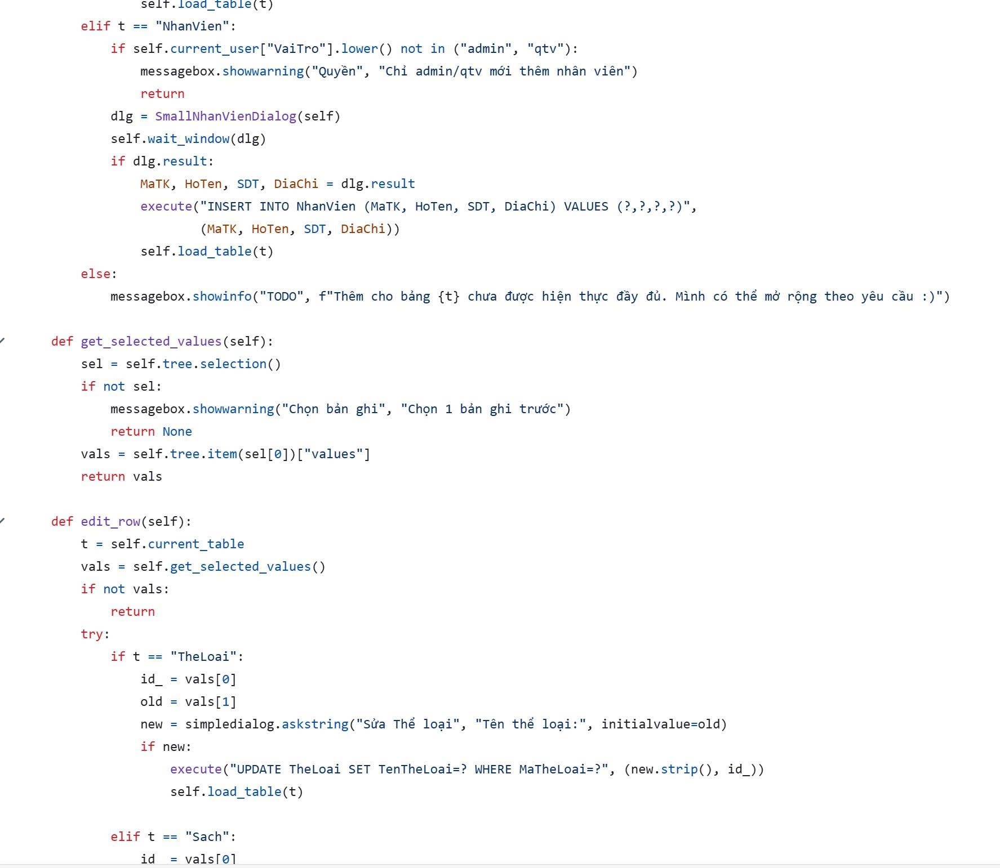 self.load_table(t)
elif t == "NhanVien":
if self.current_user["VaiTro"].lower() not in ("admin", "qtv"):
messagebox.showwarning("Quyền", "Chỉ admin/qtv mới thêm nhân viên")
return
dlg = SmallNhanVienDialog(self)
self.wait_window(dlg)
if dlg.result:
MaTK, HoTen, SDT, DiaChi = dlg.result
execute("INSERT INTO NhanVien (MaTK, HoTen, SDT, DiaChi) VALUES (?,?,?,?)",
(MaTK, HoTen, SDT, DiaChi))
self.load_table(t)
else:
messagebox.showinfo("TODO", f"Thêm cho bảng {t} chưa được hiện thực đầy đủ. Mình có thể mở rộng theo yêu cầu :)")
def get_selected_values(self):
sel = self.tree.selection()
if not sel:
messagebox.showwarning("Chọn bản ghi", "Chọn 1 bản ghi trước")
return None
vals = self.tree.item(sel[0])["values"]
return vals
def edit_row(self):
t = self.current_table
vals = self.get_selected_values()
if not vals:
return
try:
if t == "TheLoai":
id_ = vals[0]
old = vals[1]
new = simpledialog.askstring("Sửa Thể loại", "Tên thể loại:", initialvalue=old)
if new:
execute("UPDATE TheLoai SET TenTheLoai=? WHERE MaTheLoai=?", (new.strip(), id_))
self.load_table(t)
elif t == "Sach":
id = vals[0]